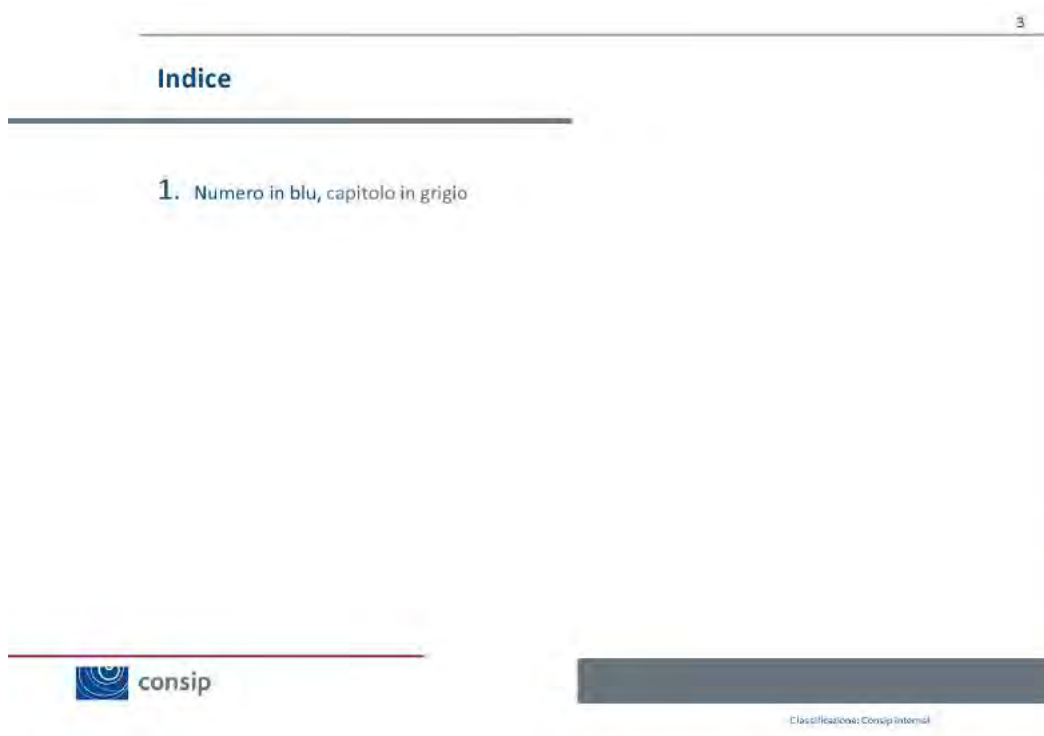 3
Indice
1. Numero in blu, capitolo in grigio
consip
Classificazione: Consip Internal